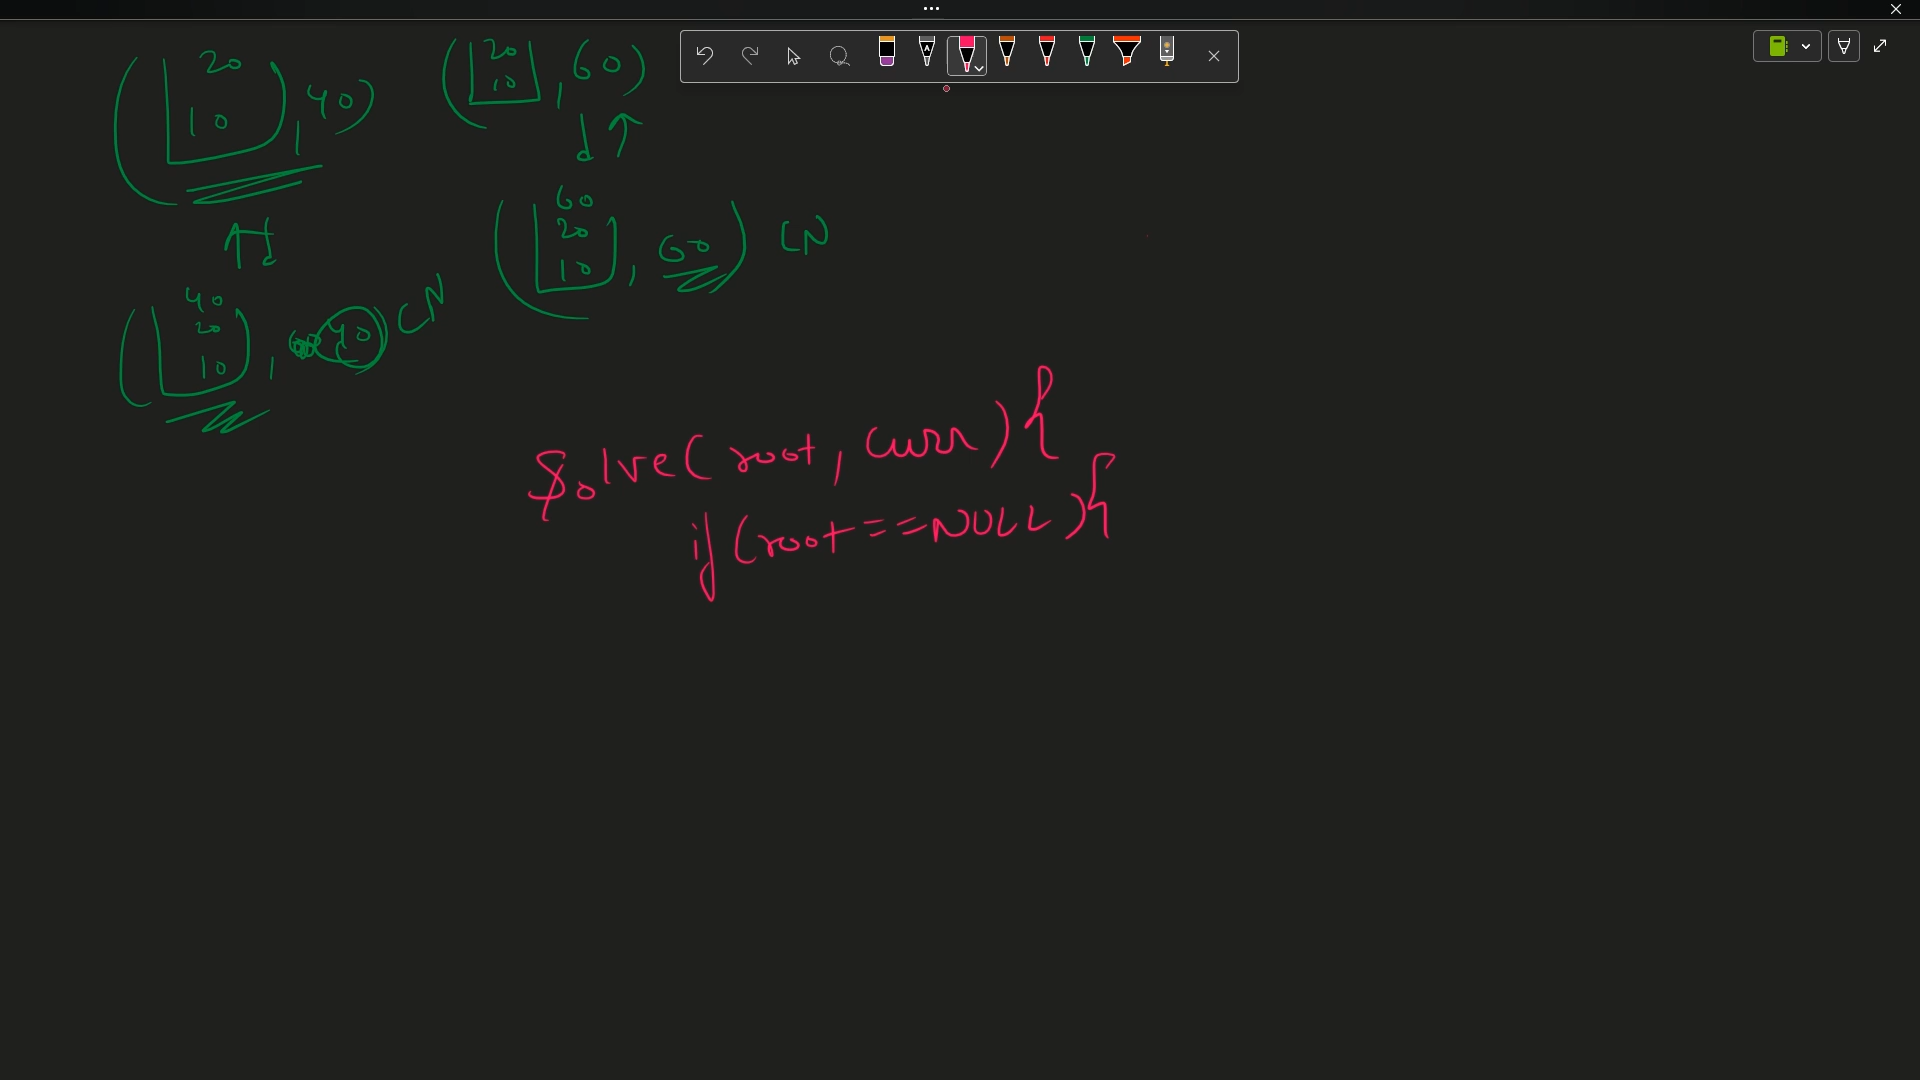 ( 20
10 , 40 )
( 20
10 , 60 )
( 60
20
10 , 60 ) CN
( 40
20
10 , 40 ) CN
Solve( root, curr ){
if (root == NULL ){